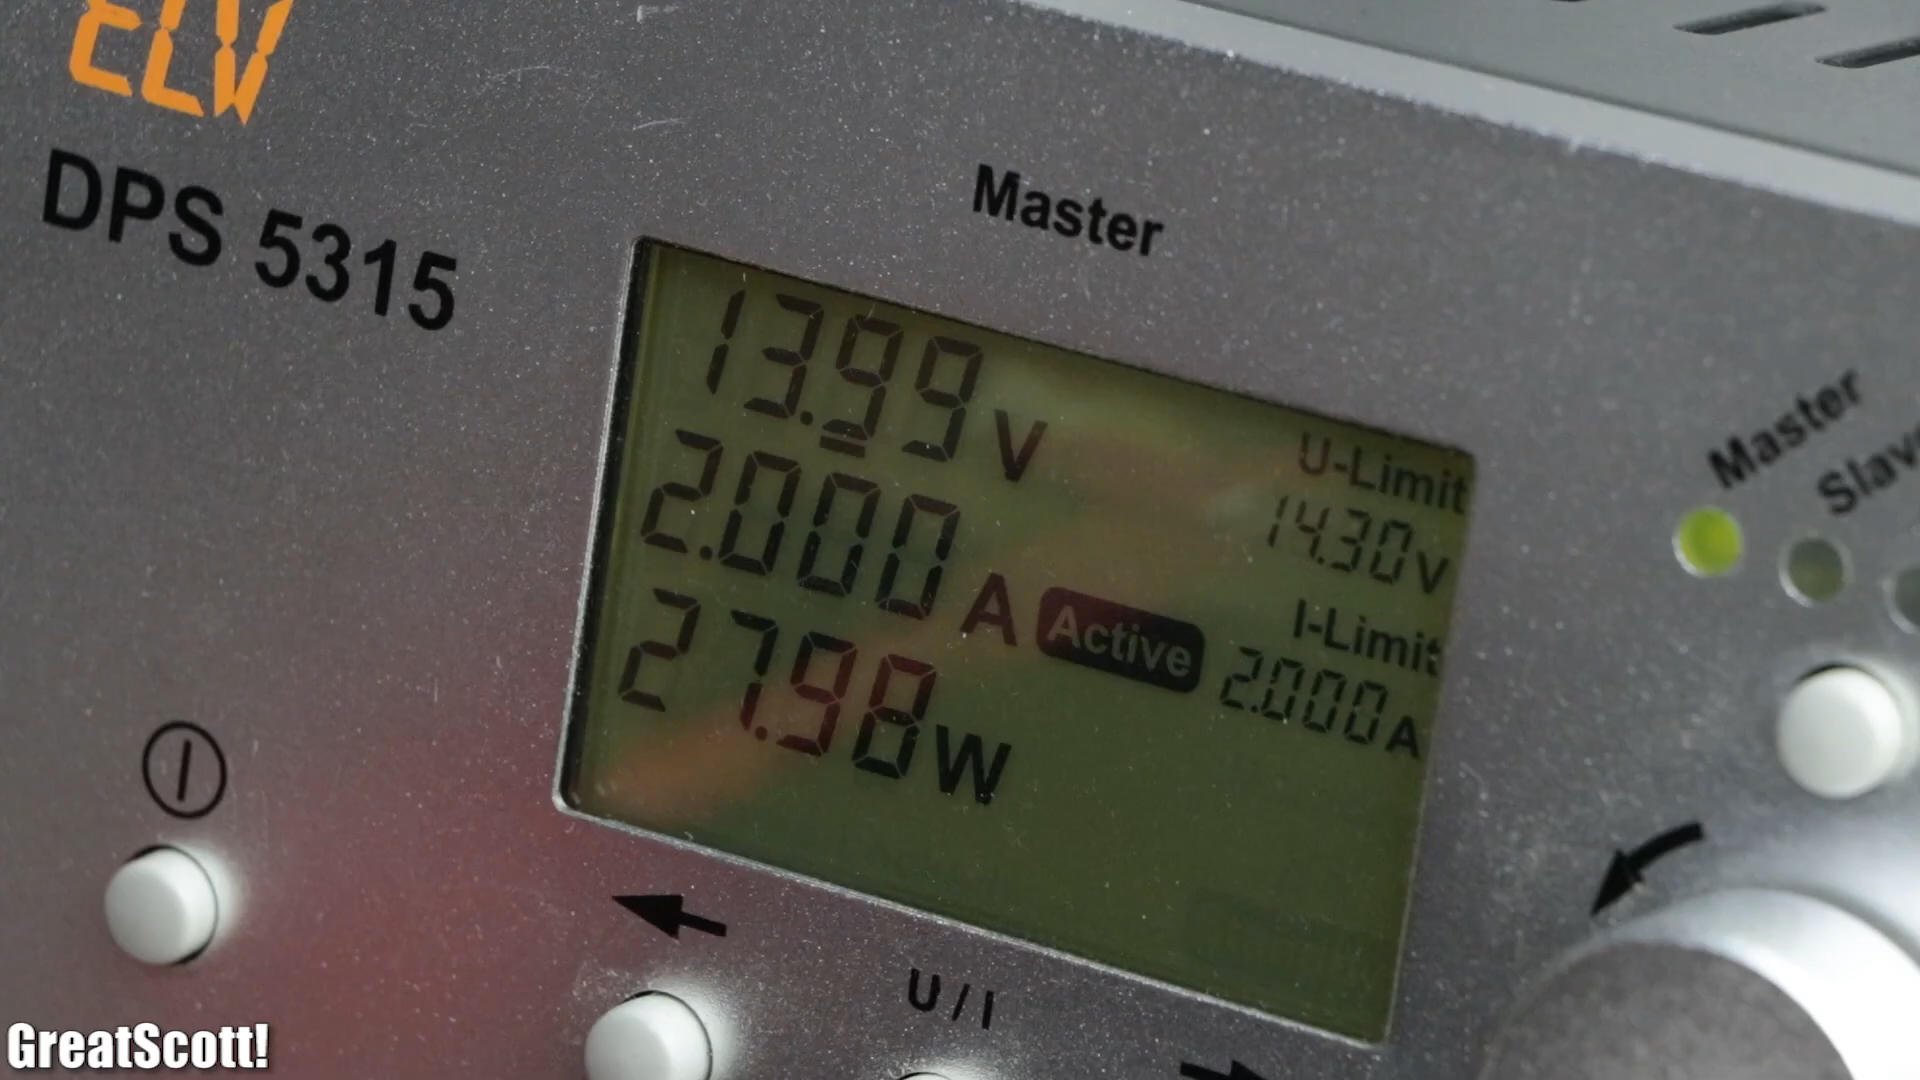 ELV
DPS 5315
Master
13.99 V
2.000 A Active
27.98 W
U-Limit
14.30 V
I-Limit
2.000 A
Master
U / I
GreatScott!